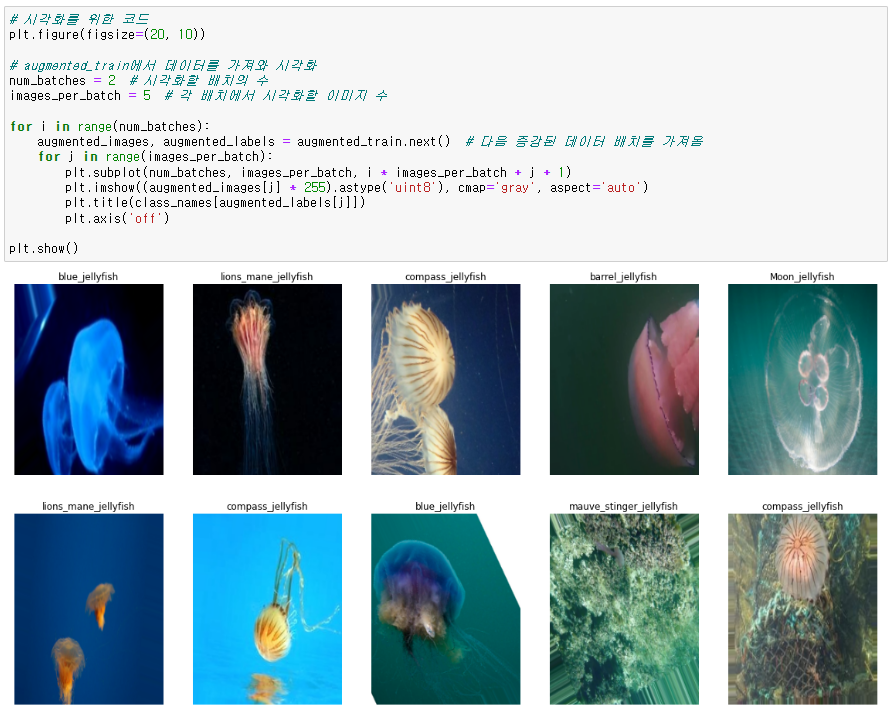 # 시각화를 위한 코드
plt.figure(figsize=(20, 10))
# augmented_train에서 데이터를 가져와 시각화
num_batches = 2  # 시각화할 배치의 수
images_per_batch = 5  # 각 배치에서 시각화할 이미지 수
for i in range(num_batches):
    augmented_images, augmented_labels = augmented_train.next()  # 다음 증강된 데이터 배치를 가져옴
    for j in range(images_per_batch):
        plt.subplot(num_batches, images_per_batch, i * images_per_batch + j + 1)
        plt.imshow((augmented_images[j] * 255).astype('uint8'), cmap='gray', aspect='auto')
        plt.title(class_names[augmented_labels[j]])
        plt.axis('off')
plt.show()
blue_jellyfish
lions_mane_jellyfish
compass_jellyfish
barrel_jellyfish
Moon_jellyfish
lions_mane_jellyfish
compass_jellyfish
blue_jellyfish
mauve_stinger_jellyfish
compass_jellyfish